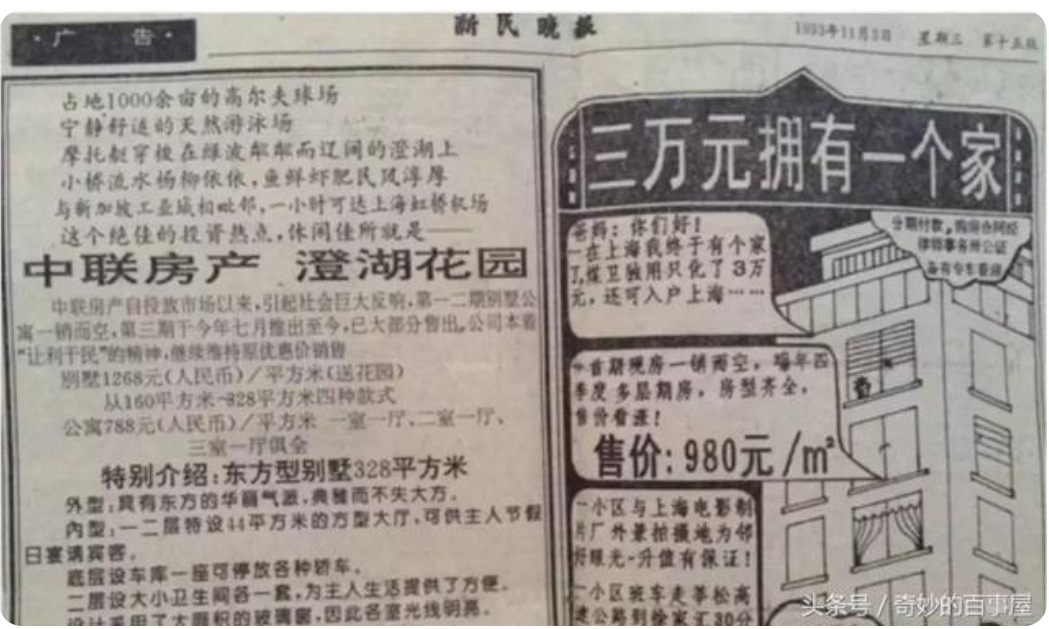 ·广 告·
新民晚报
1993年11月3日 星期三 第十五版
占地1000余亩的高尔夫球场
宁静舒适的天然游泳场
摩托艇穿梭在绿波粼粼而辽阔的澄湖上
小桥流水杨柳依依，鱼鲜虾肥民风淳厚
与新加坡工业城相毗邻，一小时可达上海虹桥机场
这个绝佳的投资热点，休闲佳所就是——
中联房产 澄湖花园
中联房产自投放市场以来，引起社会巨大反响，第一二期别墅公
寓一销而空，第三期于今年七月推出至今，已大部分售出。公司本着
“让利于民”的精神，继续维持原优惠价销售
别墅1268元(人民币)/平方米(送花园)
从160平方米-328平方米四种款式
公寓788元(人民币)/平方米 一室一厅、二室一厅、
三室一厅俱全
特别介绍：东方型别墅328平方米
外型：具有东方的华丽气派，典雅而不失大方。
内型：一二层特设44平方米的方型大厅，可供主人节假
日宴请宾客。
底层设车库一座可停放各种轿车。
二层设大小卫生间各一套，为主人生活提供了方便。
设计采用了大面积的玻璃窗，因此各室光线明亮。
三万元拥有一个家
爸妈：你们好！
在上海我终于有个家
了，煤卫独用只化了3万
元，还可入户上海……
分期付款，购房合同经
律师事务所公证
备有专车看房
首期现房一销而空，每年四
季度多层期房，房型齐全，
售价看涨！
售价：980元/m²
小区与上海电影制
片厂外景拍摄地为邻
好眼光-升值有保证！
小区班车走莘松高
速公路到徐家汇30分
头条号 / 奇妙的百事屋